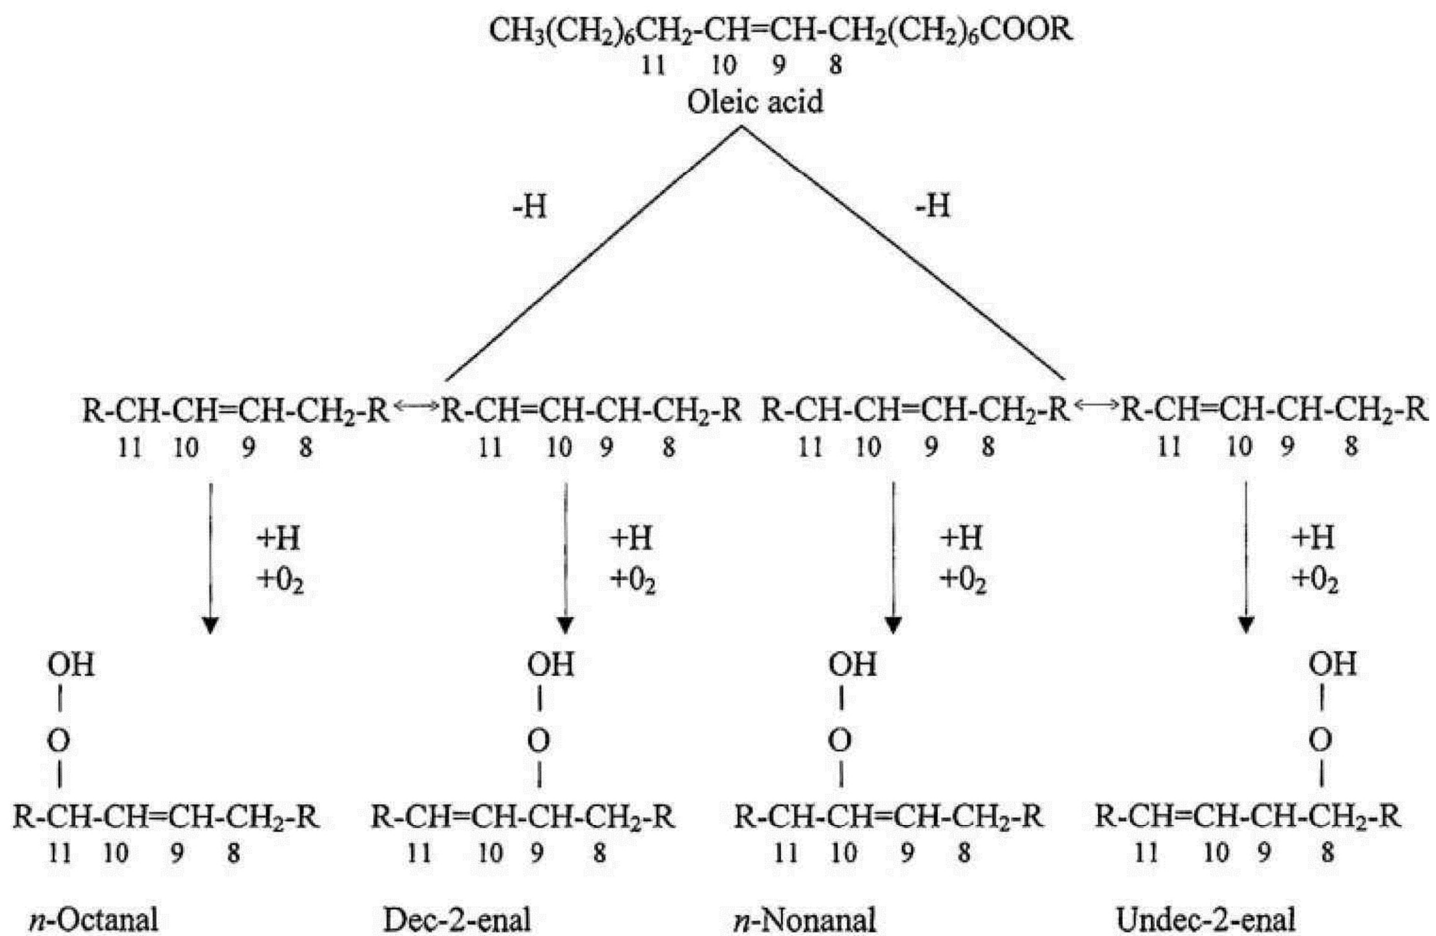 CH₃(CH₂)₆CH₂-CH=CH-CH₂(CH₂)₆COOR
11 10 9 8
Oleic acid
-H -H
R-CH-CH=CH-CH₂-R↔R-CH=CH-CH-CH₂-R R-CH-CH=CH-CH₂-R↔R-CH=CH-CH-CH₂-R
11 10 9 8 11 10 9 8 11 10 9 8 11 10 9 8
+H +H +H +H
+0₂ +0₂ +0₂ +0₂
OH OH OH OH
O O O O
R-CH-CH=CH-CH₂-R R-CH=CH-CH-CH₂-R R-CH-CH=CH-CH₂-R R-CH=CH-CH-CH₂-R
11 10 9 8 11 10 9 8 11 10 9 8 11 10 9 8
n-Octanal Dec-2-enal n-Nonanal Undec-2-enal